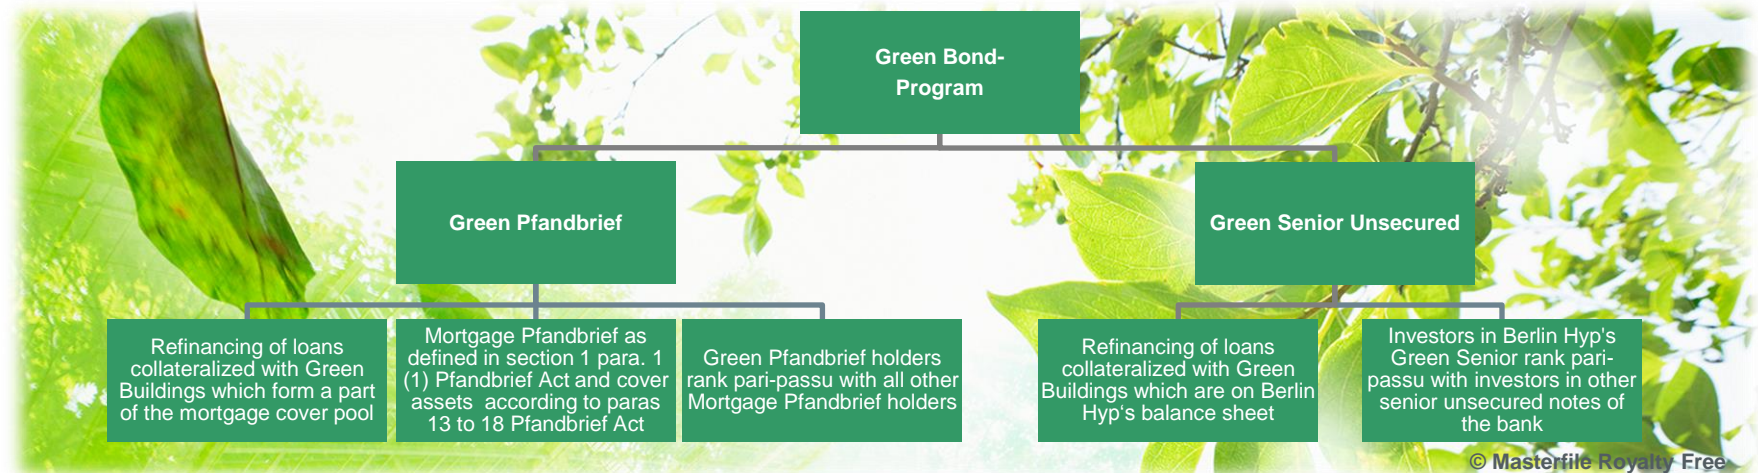 Green Bond-
Program
Green Pfandbrief
Green Senior Unsecured
Refinancing of loans
collateralized with Green
Buildings which form a part
of the mortgage cover pool
Mortgage Pfandbrief as
defined in section 1 para. 1
(1) Pfandbrief Act and cover
assets  according to paras
13 to 18 Pfandbrief Act
Green Pfandbrief holders
rank pari-passu with all other
Mortgage Pfandbrief holders
Refinancing of loans
collateralized with Green
Buildings which are on Berlin
Hyp‘s balance sheet
Investors in Berlin Hyp's
Green Senior rank pari-
passu with investors in other
senior unsecured notes of
the bank
© Masterfile Royalty Free